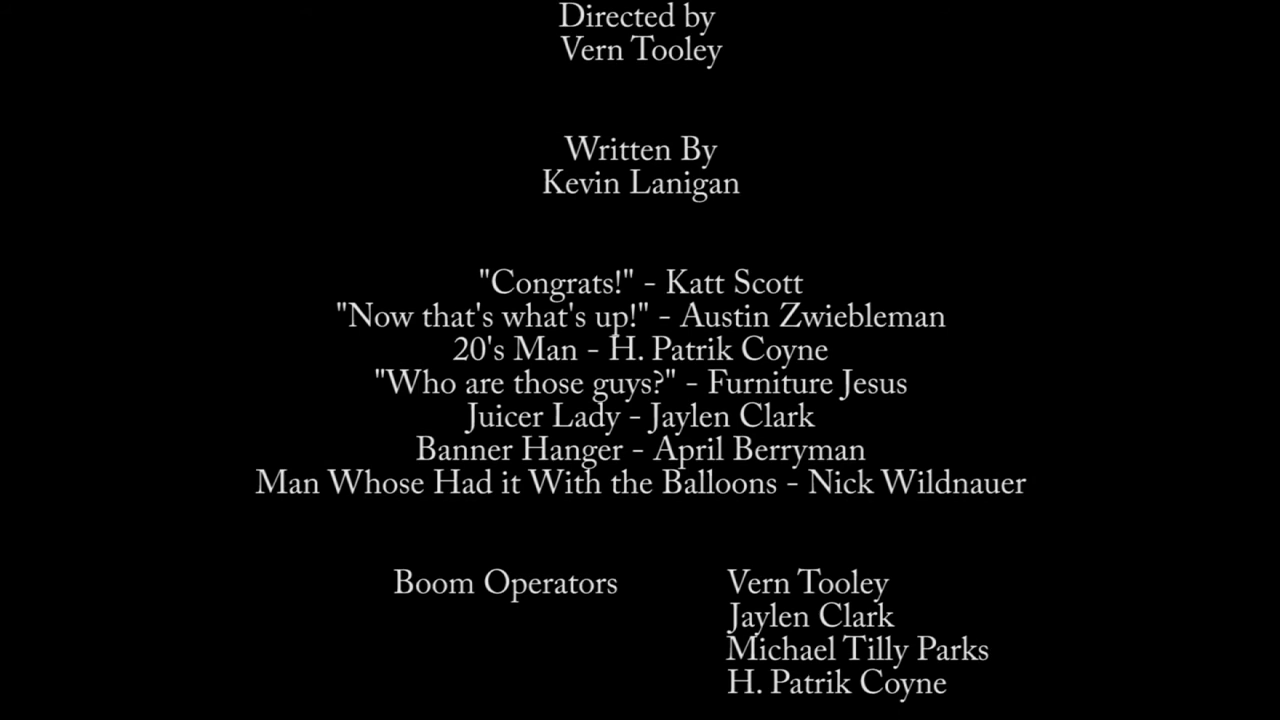 Directed by
Vern Tooley
Written By
Kevin Lanigan
"Congrats!" - Katt Scott
"Now that's what's up!" - Austin Zwiebleman
20's Man - H. Patrik Coyne
"Who are those guys?" - Furniture Jesus
Juicer Lady - Jaylen Clark
Banner Hanger - April Berryman
Man Whose Had it With the Balloons - Nick Wildnauer
Boom Operators Vern Tooley
Jaylen Clark
Michael Tilly Parks
H. Patrik Coyne